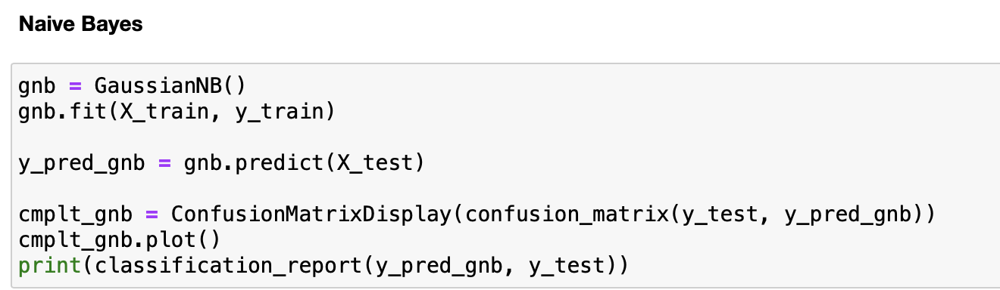 Naive Bayes
gnb = GaussianNB()
gnb.fit(X_train, y_train)
y_pred_gnb = gnb.predict(X_test)
cmplt_gnb = ConfusionMatrixDisplay(confusion_matrix(y_test, y_pred_gnb))
cmplt_gnb.plot()
print(classification_report(y_pred_gnb, y_test))